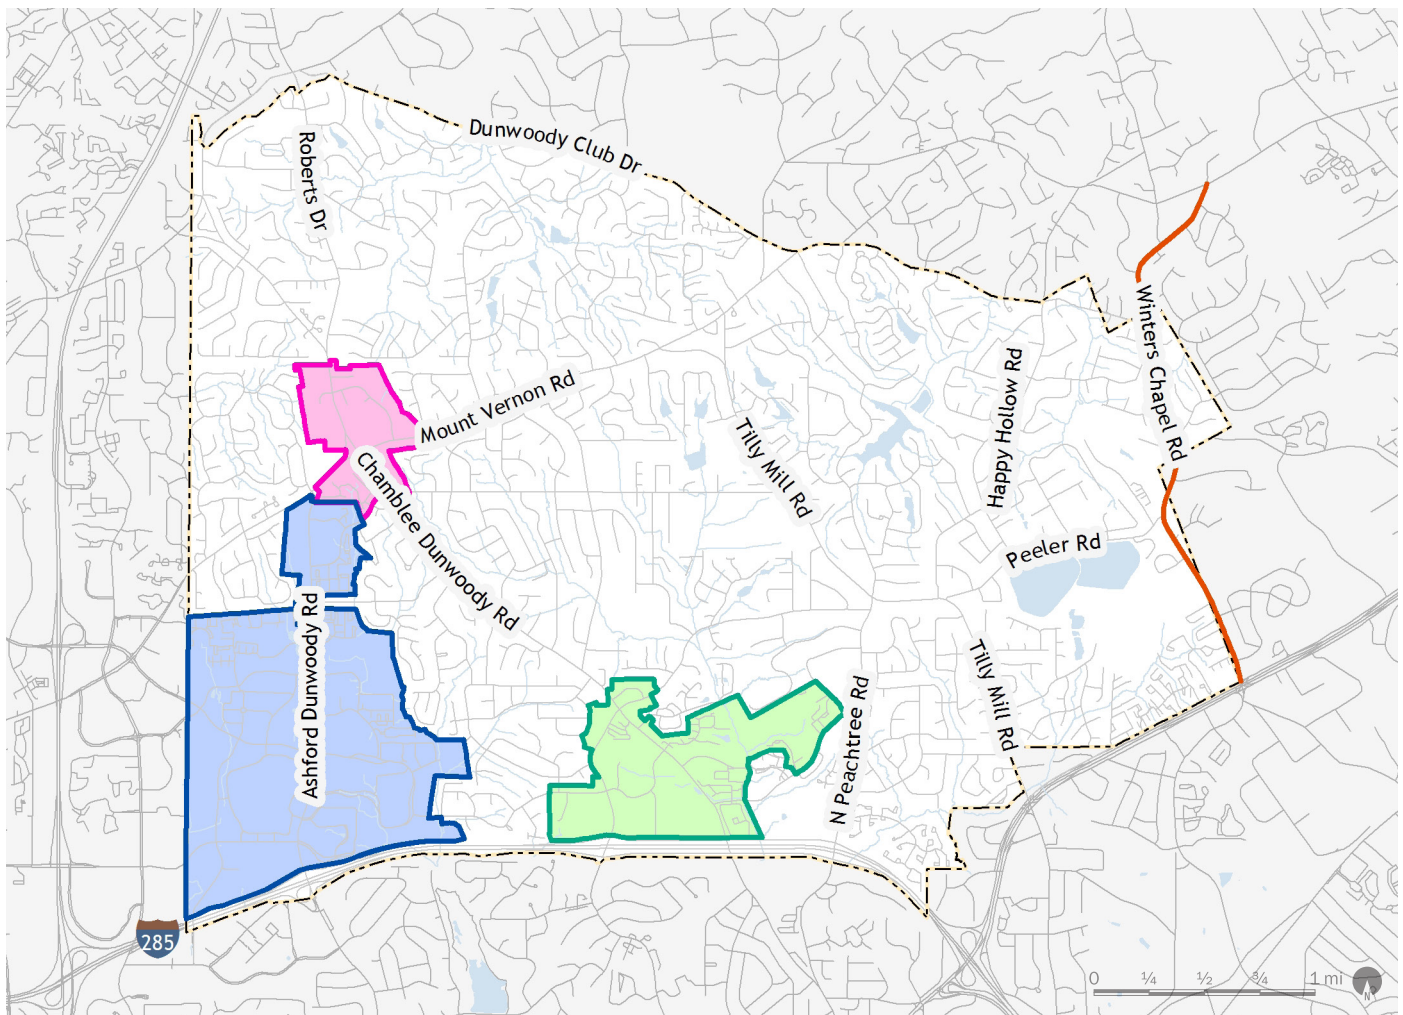 Dunwoody Club Dr
Roberts Dr
Winters Chapel Rd
Happy Hollow Rd
Mount Vernon Rd
Tilly Mill Rd
Chamblee Dunwoody Rd
Peeler Rd
Ashford Dunwoody Rd
Tilly Mill Rd
N Peachtree Rd
285
0 ¼ ½ ¾ 1 mi
N